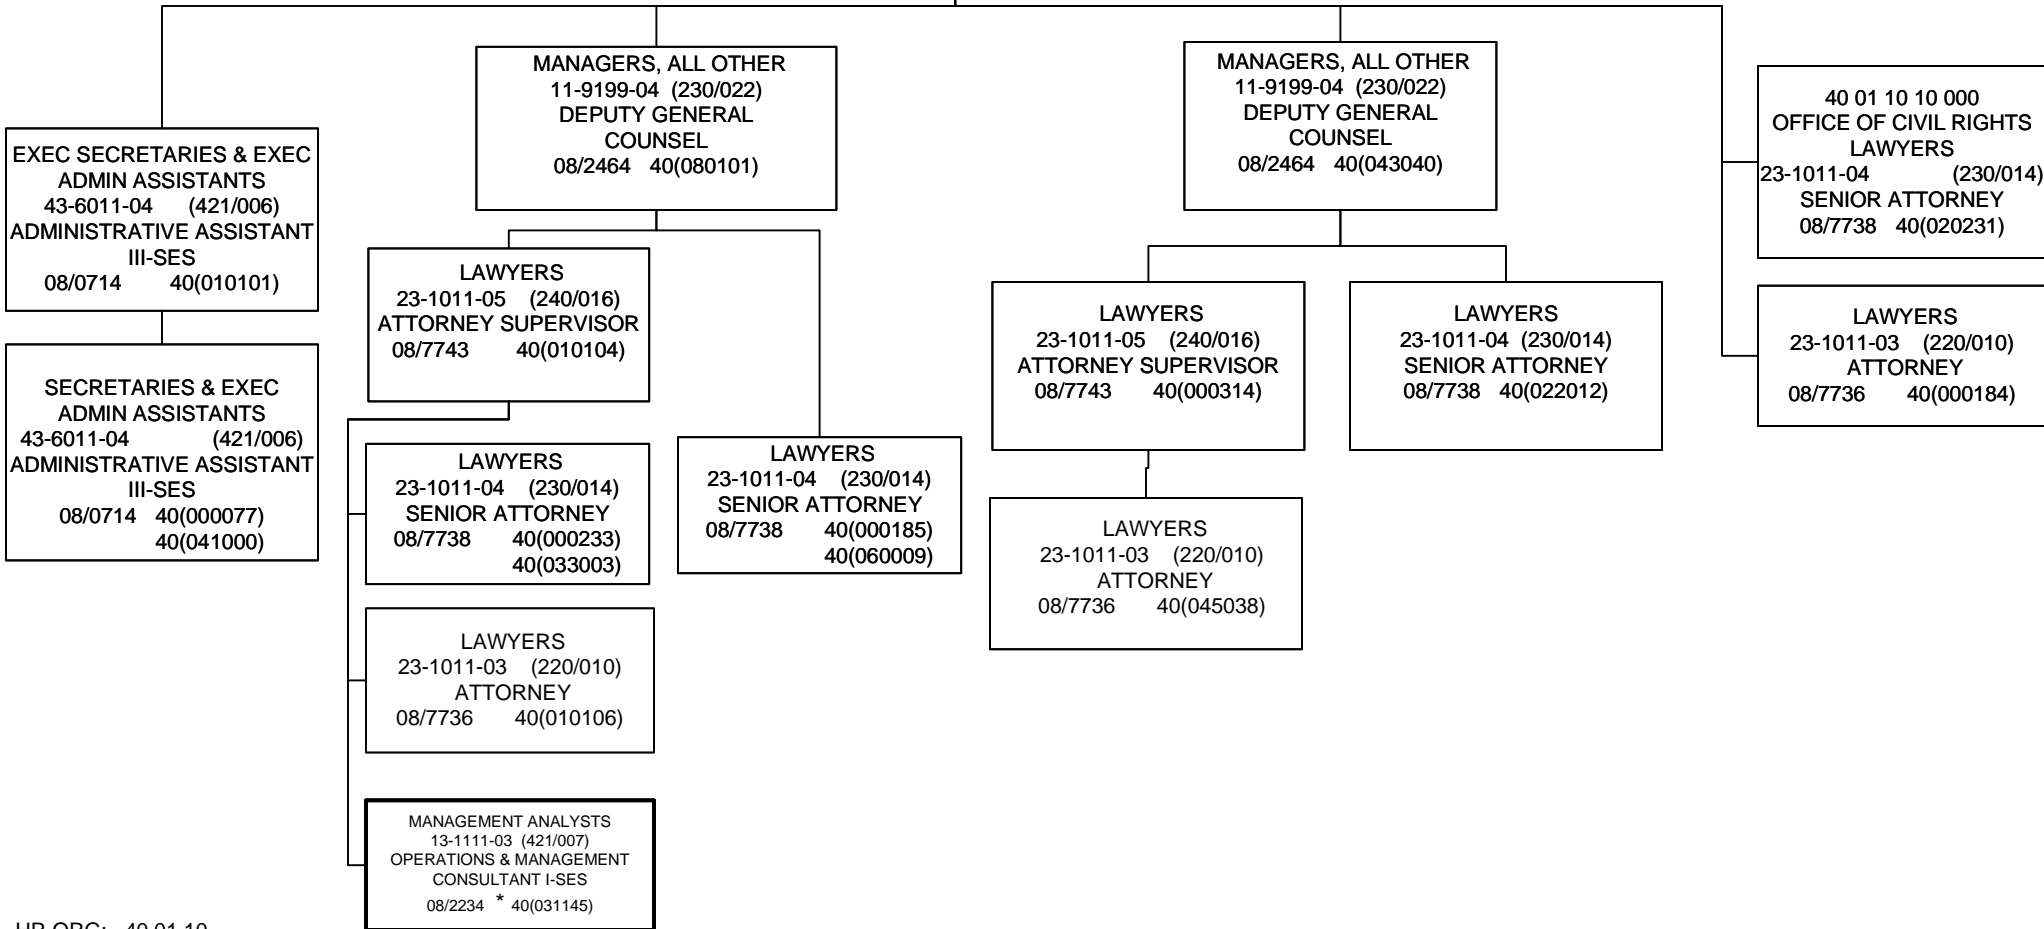 EXEC SECRETARIES & EXEC
ADMIN ASSISTANTS
43-6011-04 (421/006)
ADMINISTRATIVE ASSISTANT
III-SES
08/0714 40(010101)
SECRETARIES & EXEC
ADMIN ASSISTANTS
43-6011-04 (421/006)
ADMINISTRATIVE ASSISTANT
III-SES
08/0714 40(000077)
40(041000)
MANAGERS, ALL OTHER
11-9199-04 (230/022)
DEPUTY GENERAL
COUNSEL
08/2464 40(080101)
LAWYERS
23-1011-05 (240/016)
ATTORNEY SUPERVISOR
08/7743 40(010104)
LAWYERS
23-1011-04 (230/014)
SENIOR ATTORNEY
08/7738 40(000233)
40(033003)
LAWYERS
23-1011-03 (220/010)
ATTORNEY
08/7736 40(010106)
MANAGEMENT ANALYSTS
13-1111-03 (421/007)
OPERATIONS & MANAGEMENT
CONSULTANT I-SES
08/2234 * 40(031145)
LAWYERS
23-1011-04 (230/014)
SENIOR ATTORNEY
08/7738 40(000185)
40(060009)
MANAGERS, ALL OTHER
11-9199-04 (230/022)
DEPUTY GENERAL
COUNSEL
08/2464 40(043040)
LAWYERS
23-1011-05 (240/016)
ATTORNEY SUPERVISOR
08/7743 40(000314)
LAWYERS
23-1011-03 (220/010)
ATTORNEY
08/7736 40(045038)
LAWYERS
23-1011-04 (230/014)
SENIOR ATTORNEY
08/7738 40(022012)
40 01 10 10 000
OFFICE OF CIVIL RIGHTS
LAWYERS
23-1011-04 (230/014)
SENIOR ATTORNEY
08/7738 40(020231)
LAWYERS
23-1011-03 (220/010)
ATTORNEY
08/7736 40(000184)